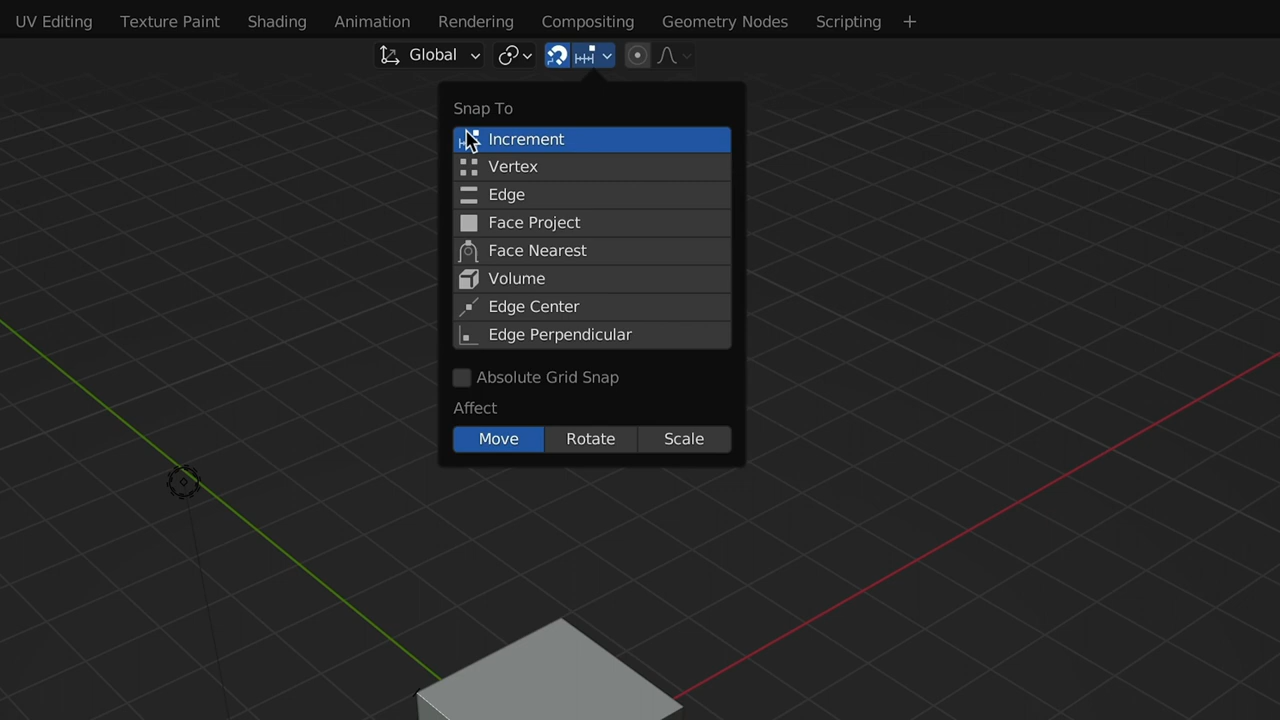 UV Editing Texture Paint Shading Animation Rendering Compositing Geometry Nodes Scripting +
Global
Snap To
Increment
Vertex
Edge
Face Project
Face Nearest
Volume
Edge Center
Edge Perpendicular
Absolute Grid Snap
Affect
Move Rotate Scale